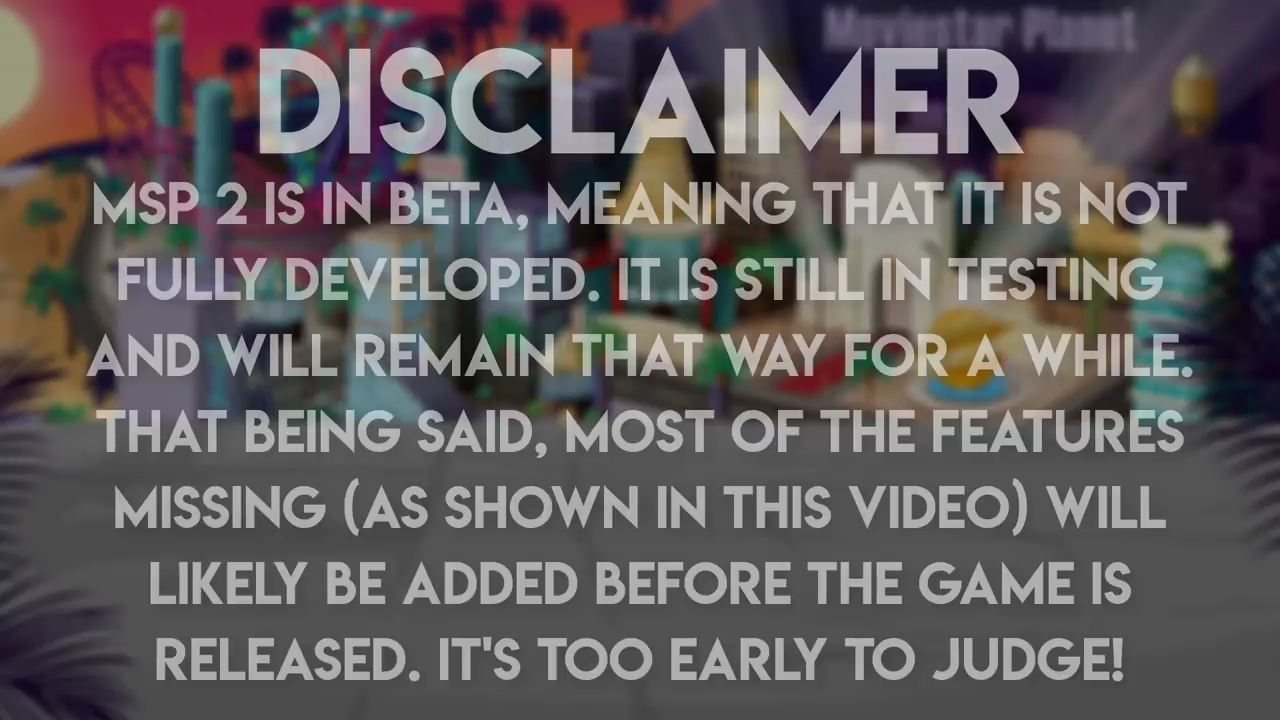 Moviestar Planet
DISCLAIMER
MSP 2 IS IN BETA, MEANING THAT IT IS NOT
FULLY DEVELOPED. IT IS STILL IN TESTING
AND WILL REMAIN THAT WAY FOR A WHILE.
THAT BEING SAID, MOST OF THE FEATURES
MISSING (AS SHOWN IN THIS VIDEO) WILL
LIKELY BE ADDED BEFORE THE GAME IS
RELEASED. IT'S TOO EARLY TO JUDGE!